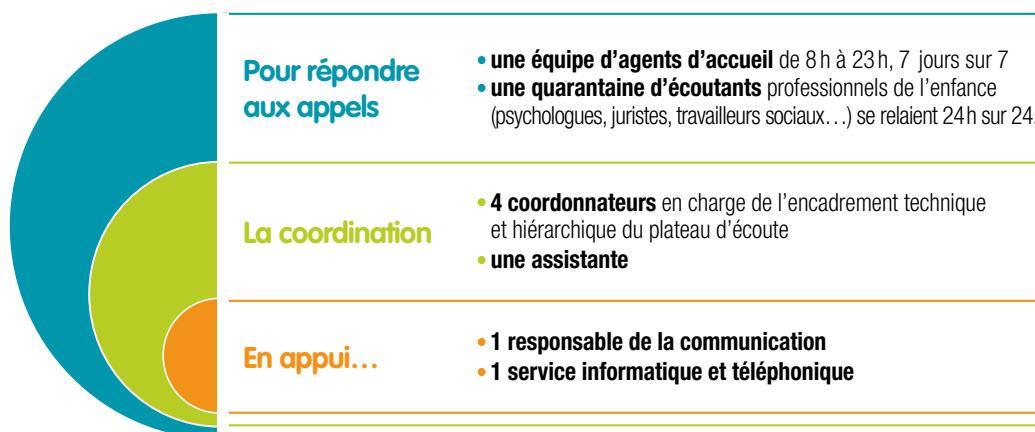 Pour répondre
aux appels
• une équipe d'agents d'accueil de 8 h à 23 h, 7 jours sur 7
• une quarantaine d'écoutants professionnels de l'enfance
(psychologues, juristes, travailleurs sociaux…) se relaient 24 h sur 24.
La coordination
• 4 coordonnateurs en charge de l'encadrement technique
et hiérarchique du plateau d'écoute
• une assistante
En appui…
• 1 responsable de la communication
• 1 service informatique et téléphonique